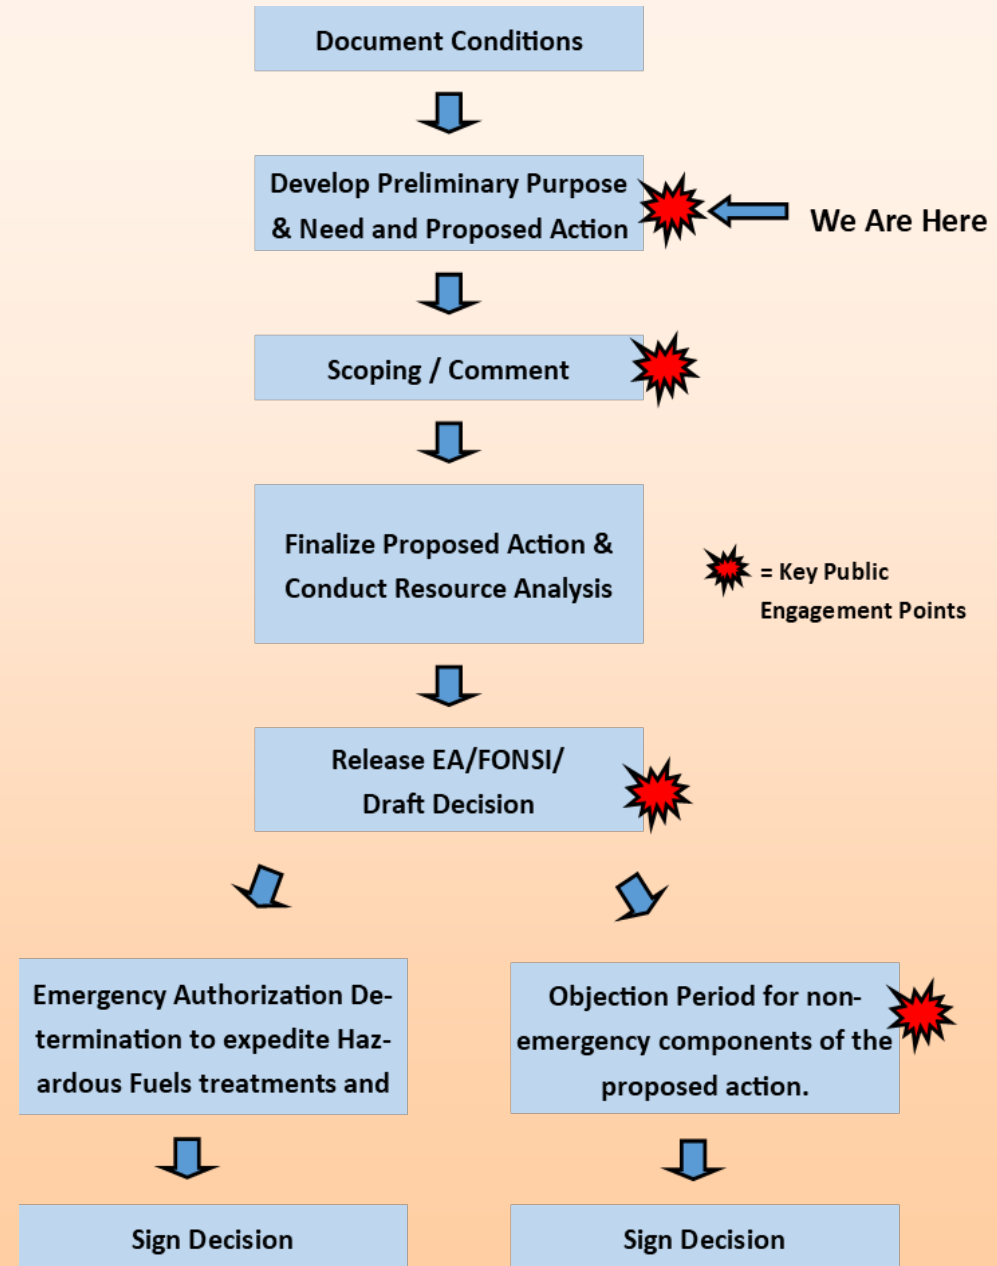 Document Conditions
Develop Preliminary Purpose
& Need and Proposed Action
We Are Here
Scoping / Comment
Finalize Proposed Action &
Conduct Resource Analysis
= Key Public
Engagement Points
Release EA/FONSI/
Draft Decision
Emergency Authorization De-
termination to expedite Haz-
ardous Fuels treatments and
Objection Period for non-
emergency components of the
proposed action.
Sign Decision
Sign Decision